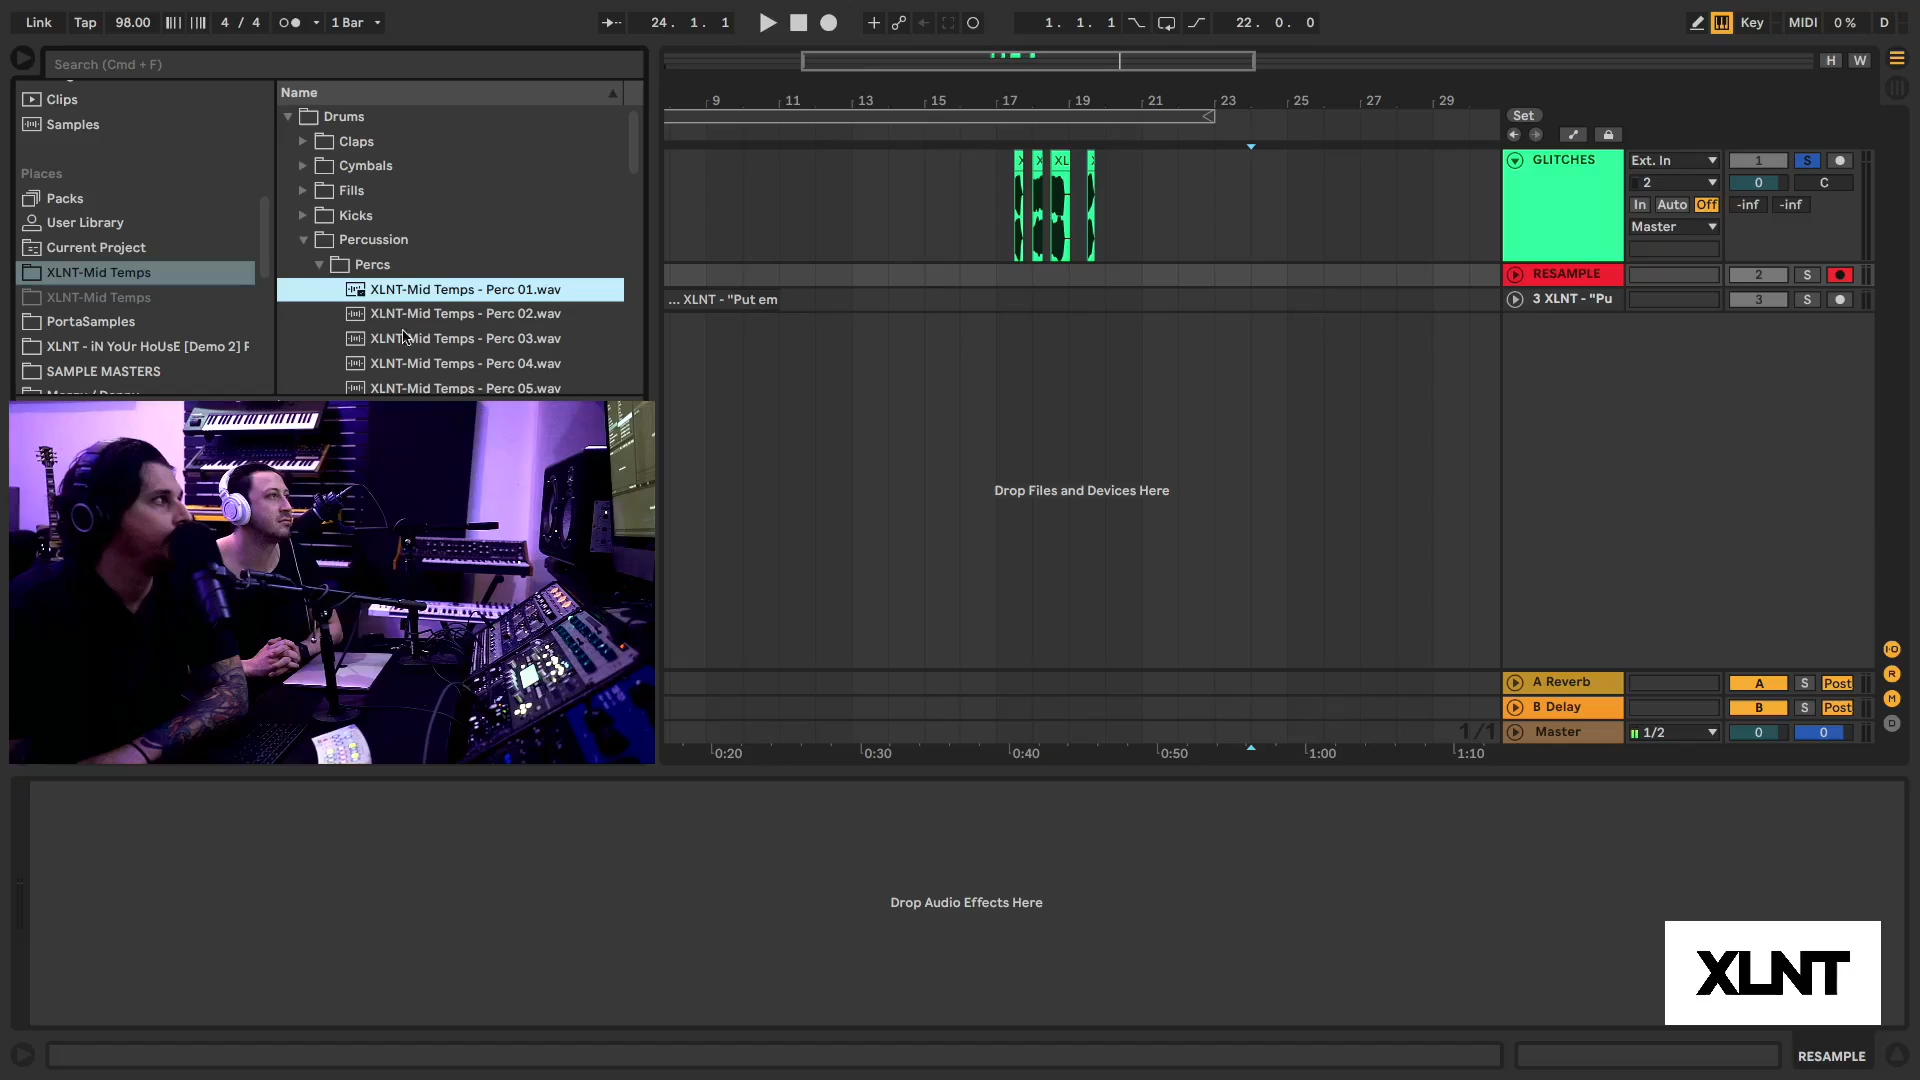 Link Tap 98.00 4 / 4 1 Bar 24. 1. 1 1. 1. 1 22. 0. 0 Key MIDI 0 % D
Search (Cmd + F)
H W
Clips
Samples
Places
Packs
User Library
Current Project
XLNT-Mid Temps
XLNT-Mid Temps
PortaSamples
XLNT - iN YoUr HoUsE [Demo 2] F
SAMPLE MASTERS
Name
Drums
Claps
Cymbals
Fills
Kicks
Percussion
Percs
XLNT-Mid Temps - Perc 01.wav
XLNT-Mid Temps - Perc 02.wav
XLNT-Mid Temps - Perc 03.wav
XLNT-Mid Temps - Perc 04.wav
XLNT-Mid Temps - Perc 05.wav
9 11 13 15 17 19 21 23 25 27 29
Set
X X XL
GLITCHES Ext. In 1 S
2 0 C
In Auto Off -inf -inf
Master
RESAMPLE 2 S
... XLNT - "Put em 3 XLNT - "Pu 3 S
Drop Files and Devices Here
A Reverb A S Post
B Delay B S Post
1/1 Master 1/2 0 0
0:20 0:30 0:40 0:50 1:00 1:10
R
M
D
Drop Audio Effects Here
XLNT
RESAMPLE